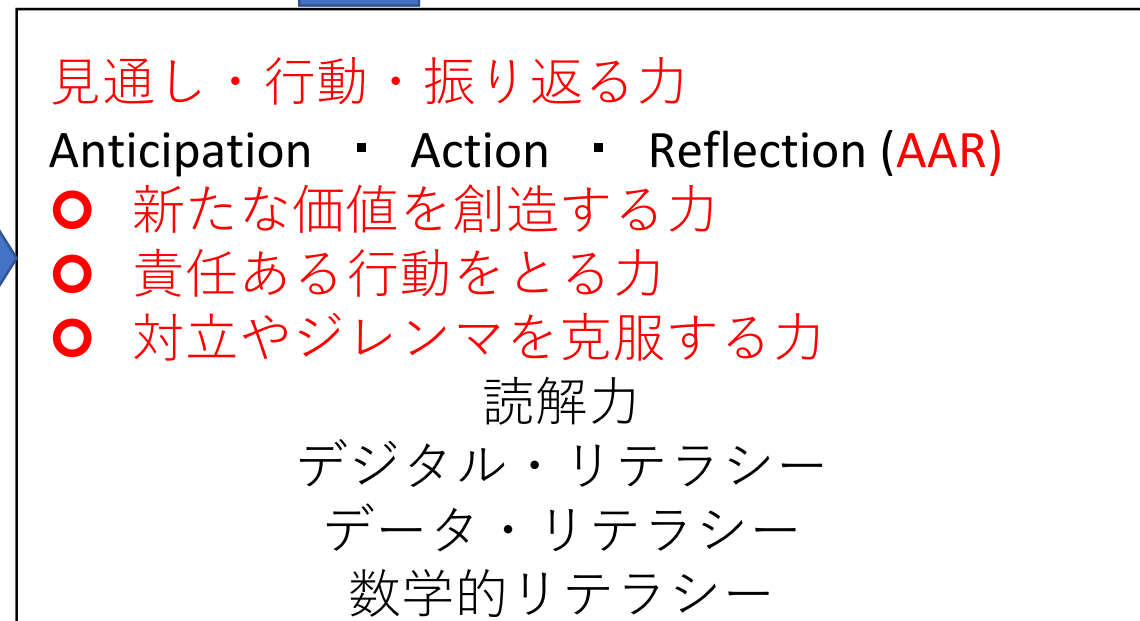 見通し・行動・振り返る力
Anticipation ・ Action ・ Reflection (AAR)
新たな価値を創造する力
責任ある行動をとる力
対立やジレンマを克服する力
読解力
デジタル・リテラシー
データ・リテラシー
数学的リテラシー